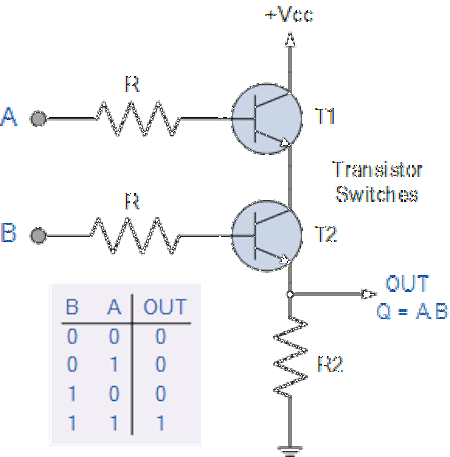 +Vcc
R
A
T1
Transistor
Switches
R
B
T2
OUT
Q = A.B
B A OUT
0 0 0
0 1 0
1 0 0
1 1 1
R2